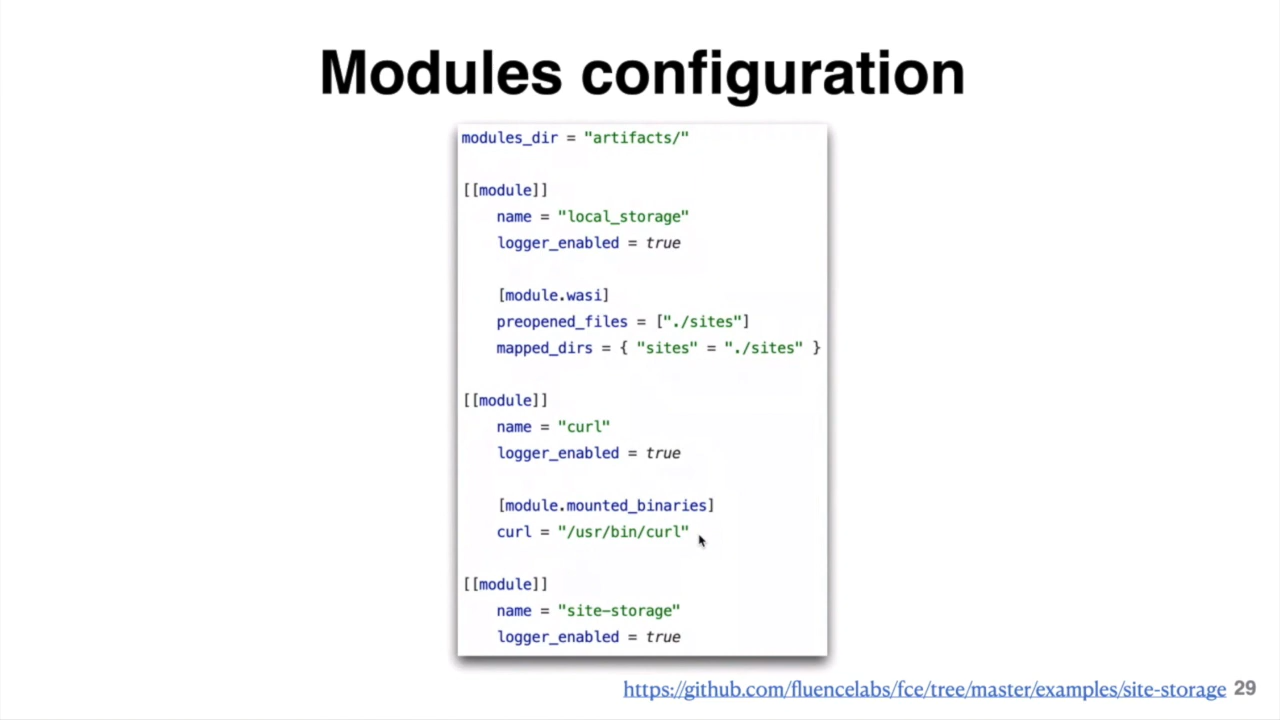 Modules configuration
modules_dir = "artifacts/"
[[module]]
name = "local_storage"
logger_enabled = true
[module.wasi]
preopened_files = ["./sites"]
mapped_dirs = { "sites" = "./sites" }
[[module]]
name = "curl"
logger_enabled = true
[module.mounted_binaries]
curl = "/usr/bin/curl"
[[module]]
name = "site-storage"
logger_enabled = true
https://github.com/fluencelabs/fce/tree/master/examples/site-storage 29